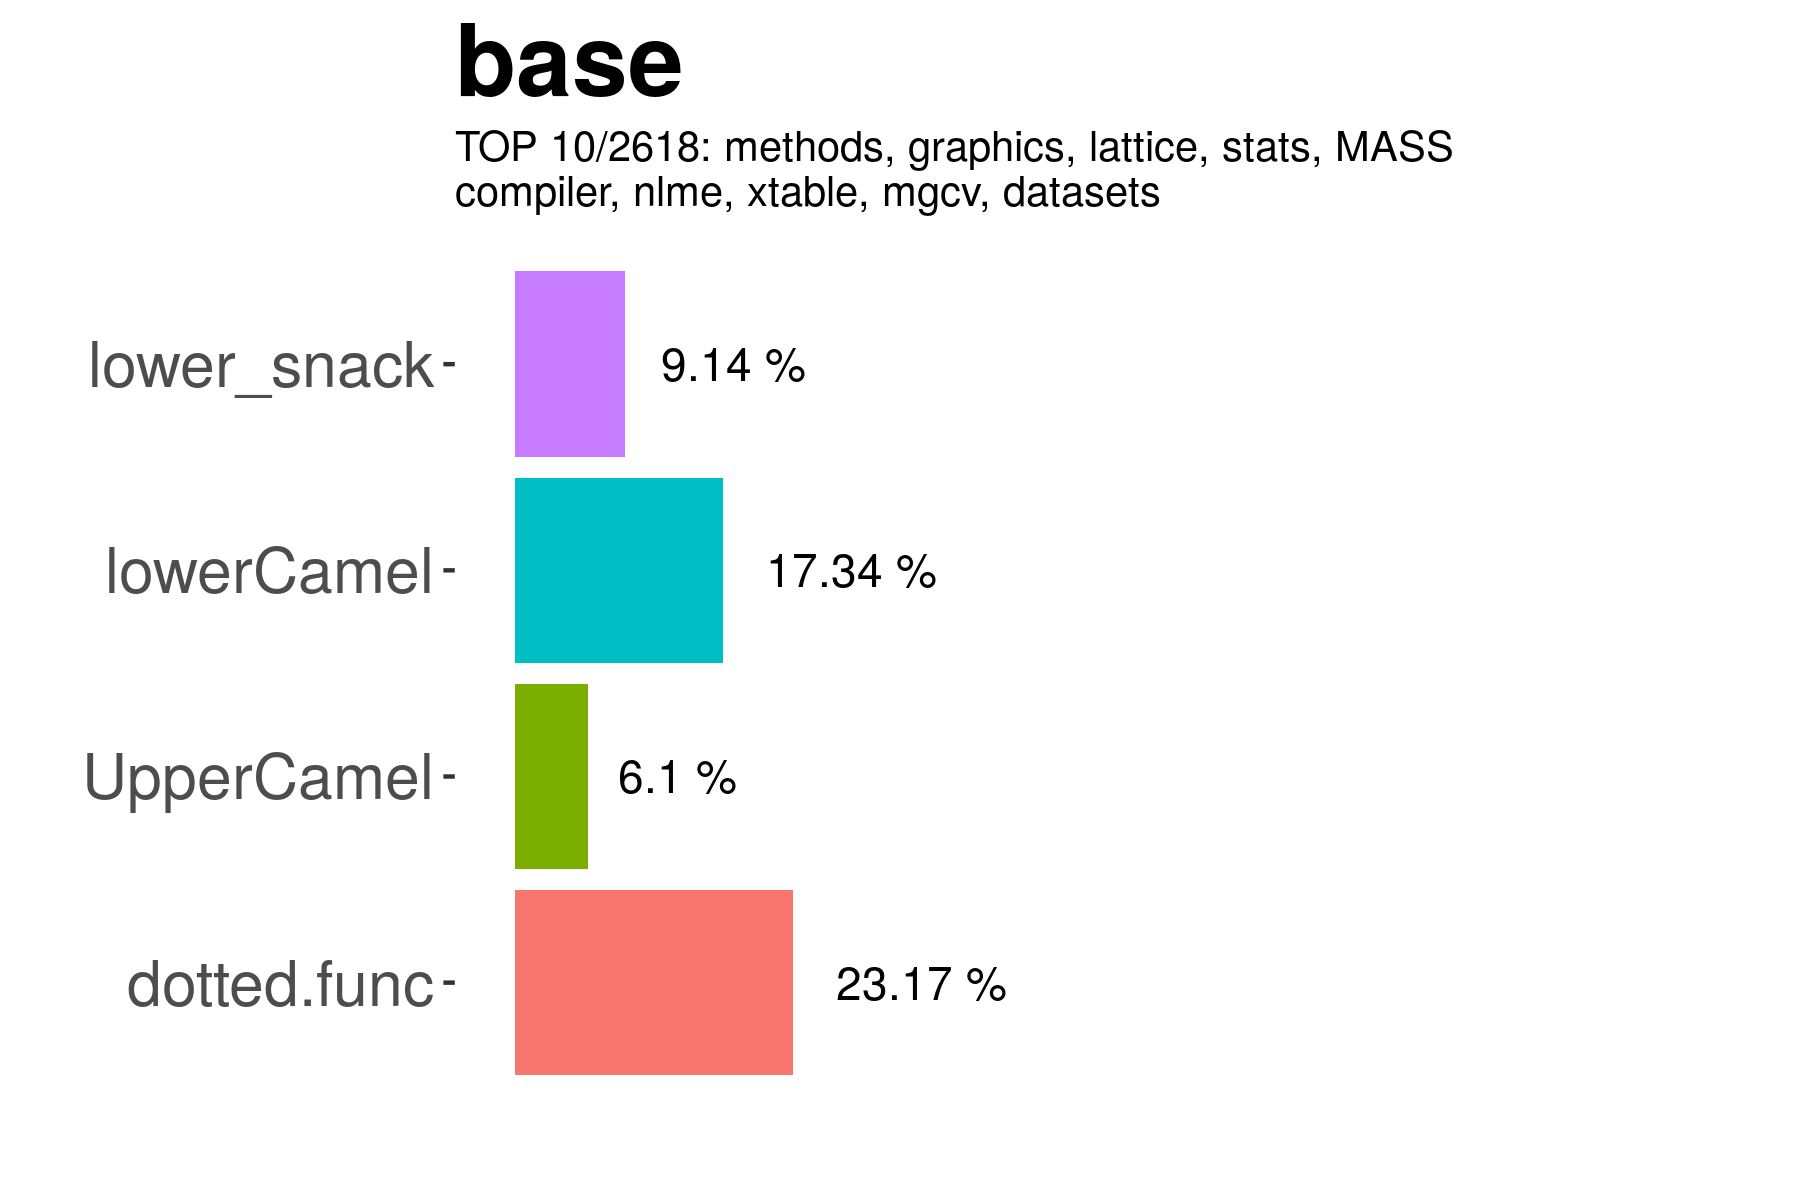 base
TOP 10/2618: methods, graphics, lattice, stats, MASS
compiler, nlme, xtable, mgcv, datasets
lower_snack
9.14 %
lowerCamel
17.34 %
UpperCamel
6.1 %
dotted.func
23.17 %